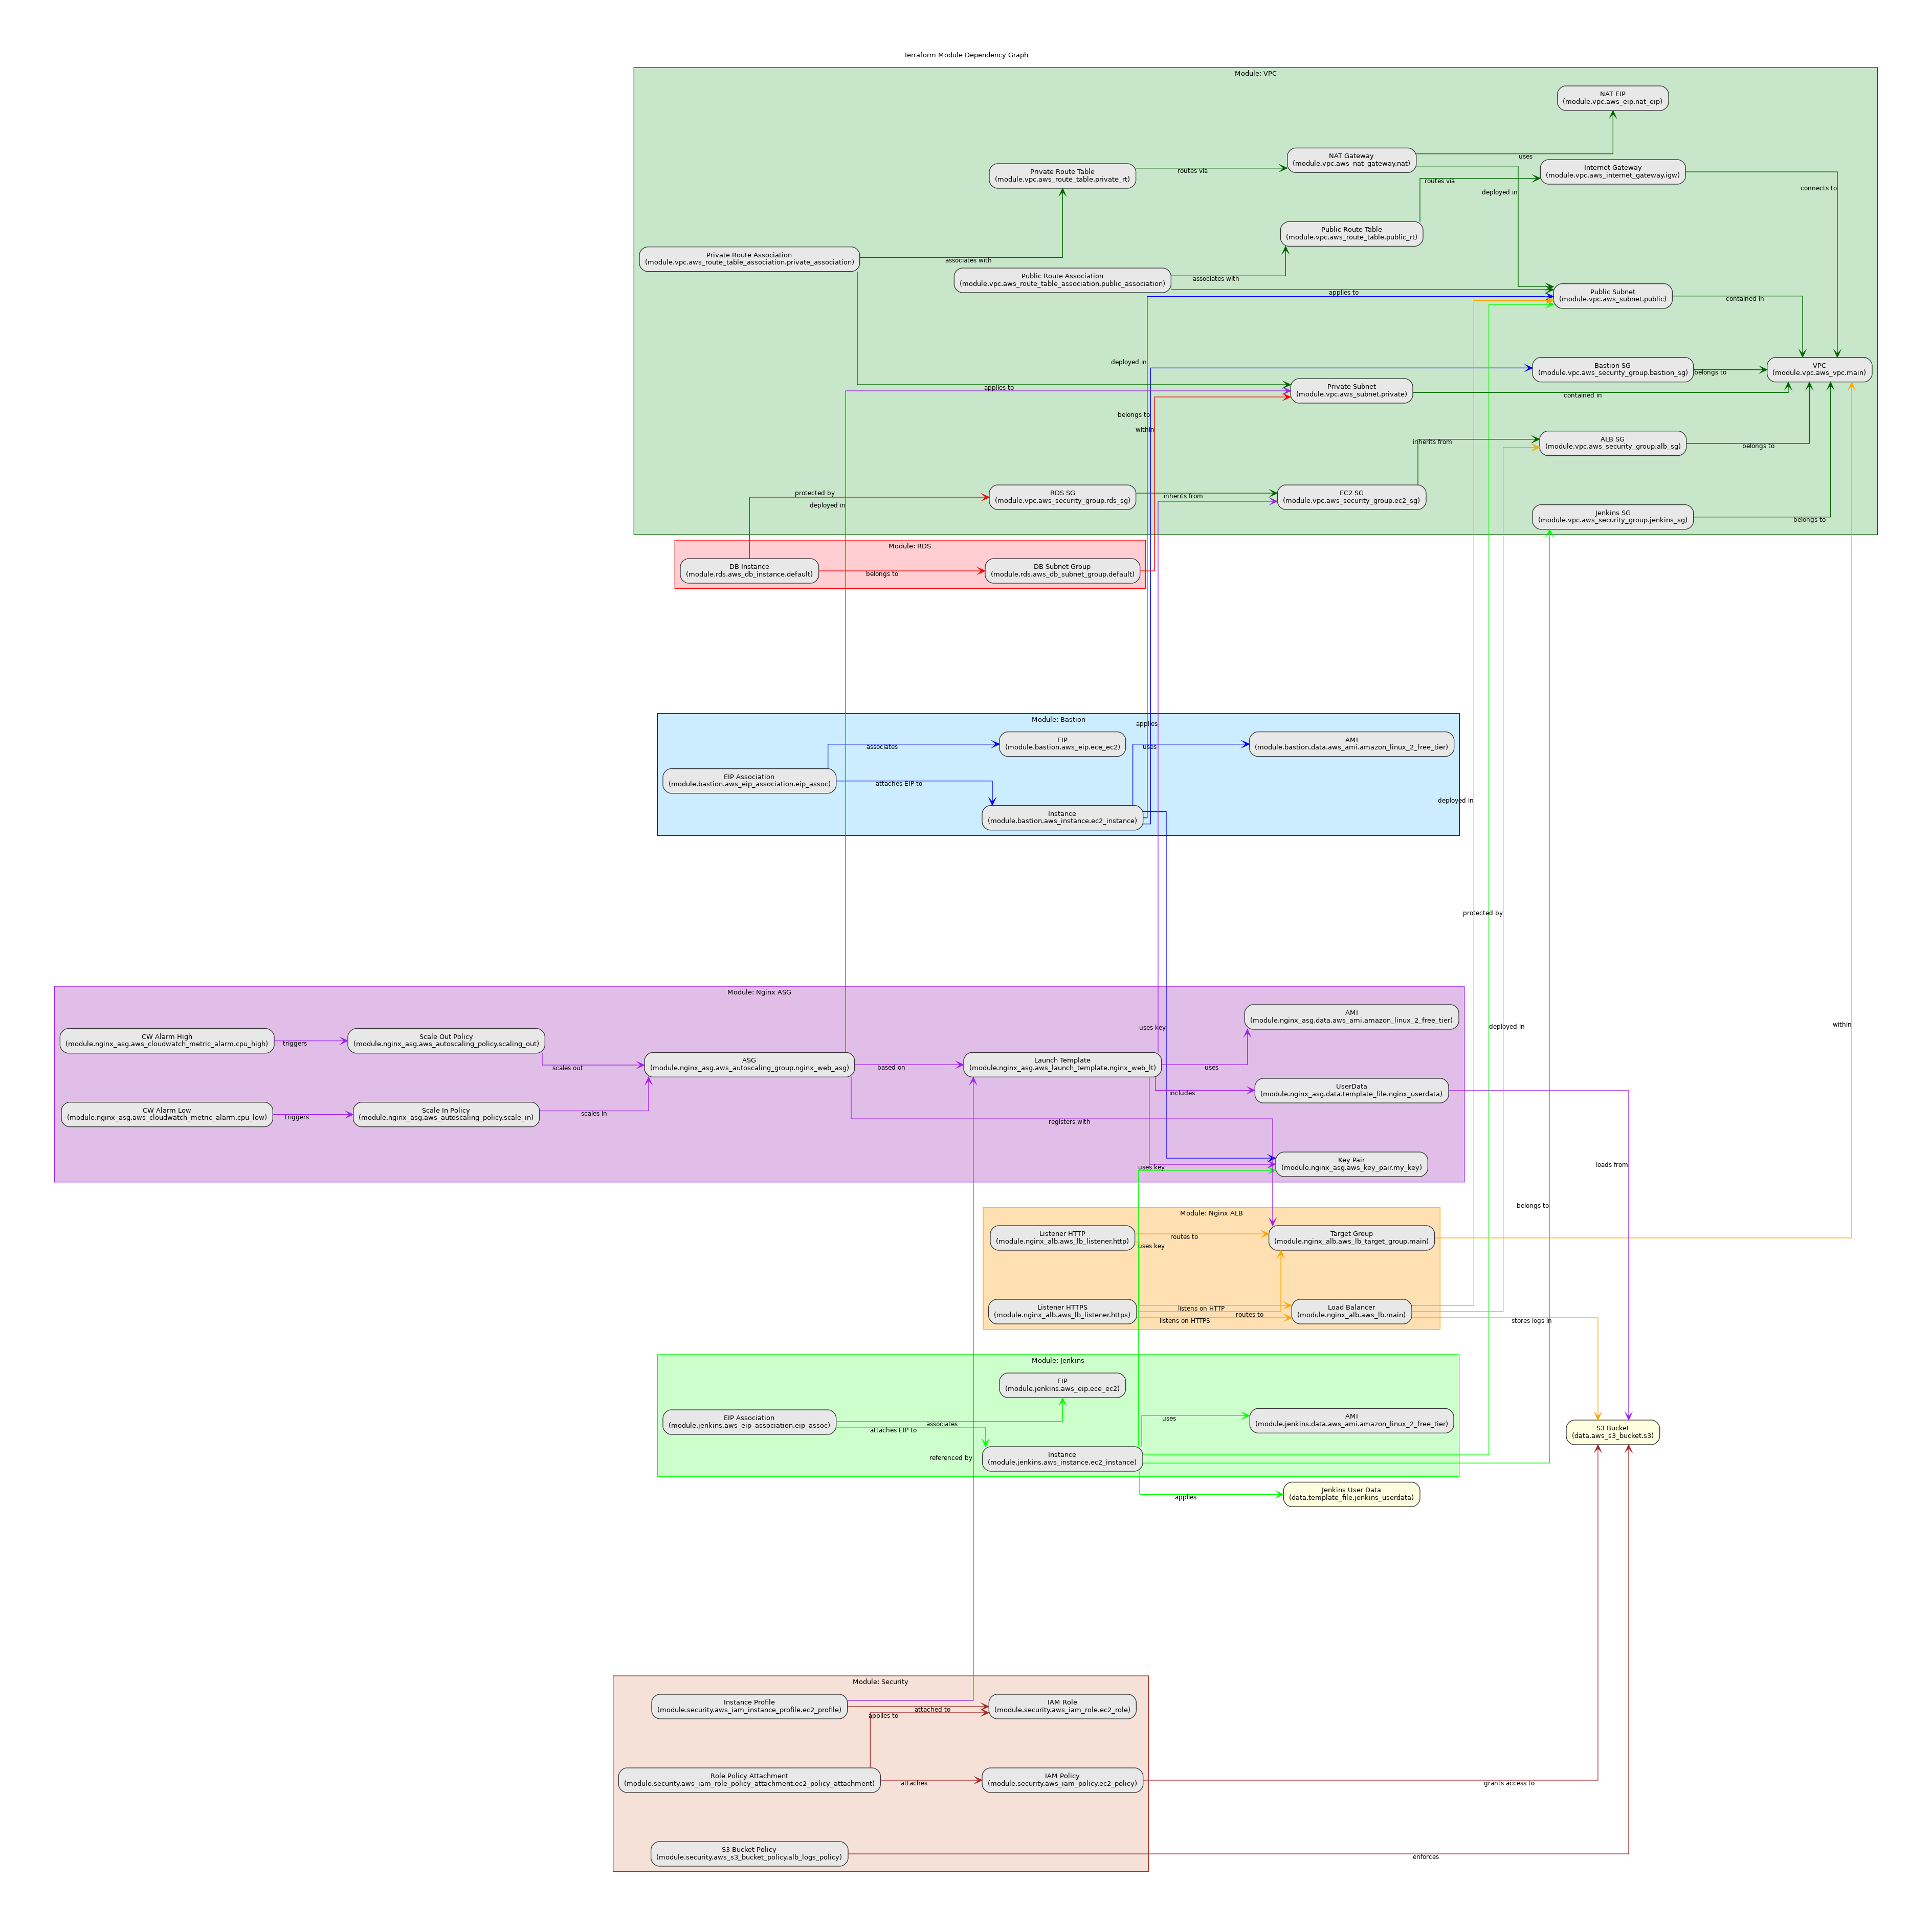 Terraform Module Dependency Graph
Module: VPC
NAT EIP
(module.vpc.aws_eip.nat_eip)
NAT Gateway
(module.vpc.aws_nat_gateway.nat)
uses
Internet Gateway
(module.vpc.aws_internet_gateway.igw)
Private Route Table
(module.vpc.aws_route_table.private_rt)
routes via
routes via
deployed in
connects to
Public Route Table
(module.vpc.aws_route_table.public_rt)
Private Route Association
(module.vpc.aws_route_table_association.private_association)
associates with
Public Route Association
(module.vpc.aws_route_table_association.public_association)
associates with
applies to
Public Subnet
(module.vpc.aws_subnet.public)
contained in
deployed in
Bastion SG
(module.vpc.aws_security_group.bastion_sg)
belongs to
VPC
(module.vpc.aws_vpc.main)
applies to
Private Subnet
(module.vpc.aws_subnet.private)
contained in
belongs to
within
inherits from
ALB SG
(module.vpc.aws_security_group.alb_sg)
belongs to
protected by
deployed in
RDS SG
(module.vpc.aws_security_group.rds_sg)
inherits from
EC2 SG
(module.vpc.aws_security_group.ec2_sg)
Jenkins SG
(module.vpc.aws_security_group.jenkins_sg)
belongs to
Module: RDS
DB Instance
(module.rds.aws_db_instance.default)
belongs to
DB Subnet Group
(module.rds.aws_db_subnet_group.default)
Module: Bastion
applies
associates
EIP
(module.bastion.aws_eip.ece_ec2)
uses
AMI
(module.bastion.data.aws_ami.amazon_linux_2_free_tier)
EIP Association
(module.bastion.aws_eip_association.eip_assoc)
attaches EIP to
Instance
(module.bastion.aws_instance.ec2_instance)
deployed in
protected by
Module: Nginx ASG
CW Alarm High
(module.nginx_asg.aws_cloudwatch_metric_alarm.cpu_high)
triggers
Scale Out Policy
(module.nginx_asg.aws_autoscaling_policy.scaling_out)
scales out
ASG
(module.nginx_asg.aws_autoscaling_group.nginx_web_asg)
based on
Launch Template
(module.nginx_asg.aws_launch_template.nginx_web_lt)
uses key
uses
AMI
(module.nginx_asg.data.aws_ami.amazon_linux_2_free_tier)
deployed in
within
includes
UserData
(module.nginx_asg.data.template_file.nginx_userdata)
CW Alarm Low
(module.nginx_asg.aws_cloudwatch_metric_alarm.cpu_low)
triggers
Scale In Policy
(module.nginx_asg.aws_autoscaling_policy.scale_in)
scales in
registers with
uses key
Key Pair
(module.nginx_asg.aws_key_pair.my_key)
loads from
belongs to
Module: Nginx ALB
Listener HTTP
(module.nginx_alb.aws_lb_listener.http)
routes to
uses key
Target Group
(module.nginx_alb.aws_lb_target_group.main)
Listener HTTPS
(module.nginx_alb.aws_lb_listener.https)
listens on HTTP
routes to
listens on HTTPS
Load Balancer
(module.nginx_alb.aws_lb.main)
stores logs in
Module: Jenkins
EIP
(module.jenkins.aws_eip.ece_ec2)
EIP Association
(module.jenkins.aws_eip_association.eip_assoc)
associates
attaches EIP to
uses
AMI
(module.jenkins.data.aws_ami.amazon_linux_2_free_tier)
S3 Bucket
(data.aws_s3_bucket.s3)
referenced by
Instance
(module.jenkins.aws_instance.ec2_instance)
applies
Jenkins User Data
(data.template_file.jenkins_userdata)
Module: Security
Instance Profile
(module.security.aws_iam_instance_profile.ec2_profile)
attached to
applies to
IAM Role
(module.security.aws_iam_role.ec2_role)
Role Policy Attachment
(module.security.aws_iam_role_policy_attachment.ec2_policy_attachment)
attaches
IAM Policy
(module.security.aws_iam_policy.ec2_policy)
grants access to
S3 Bucket Policy
(module.security.aws_s3_bucket_policy.alb_logs_policy)
enforces